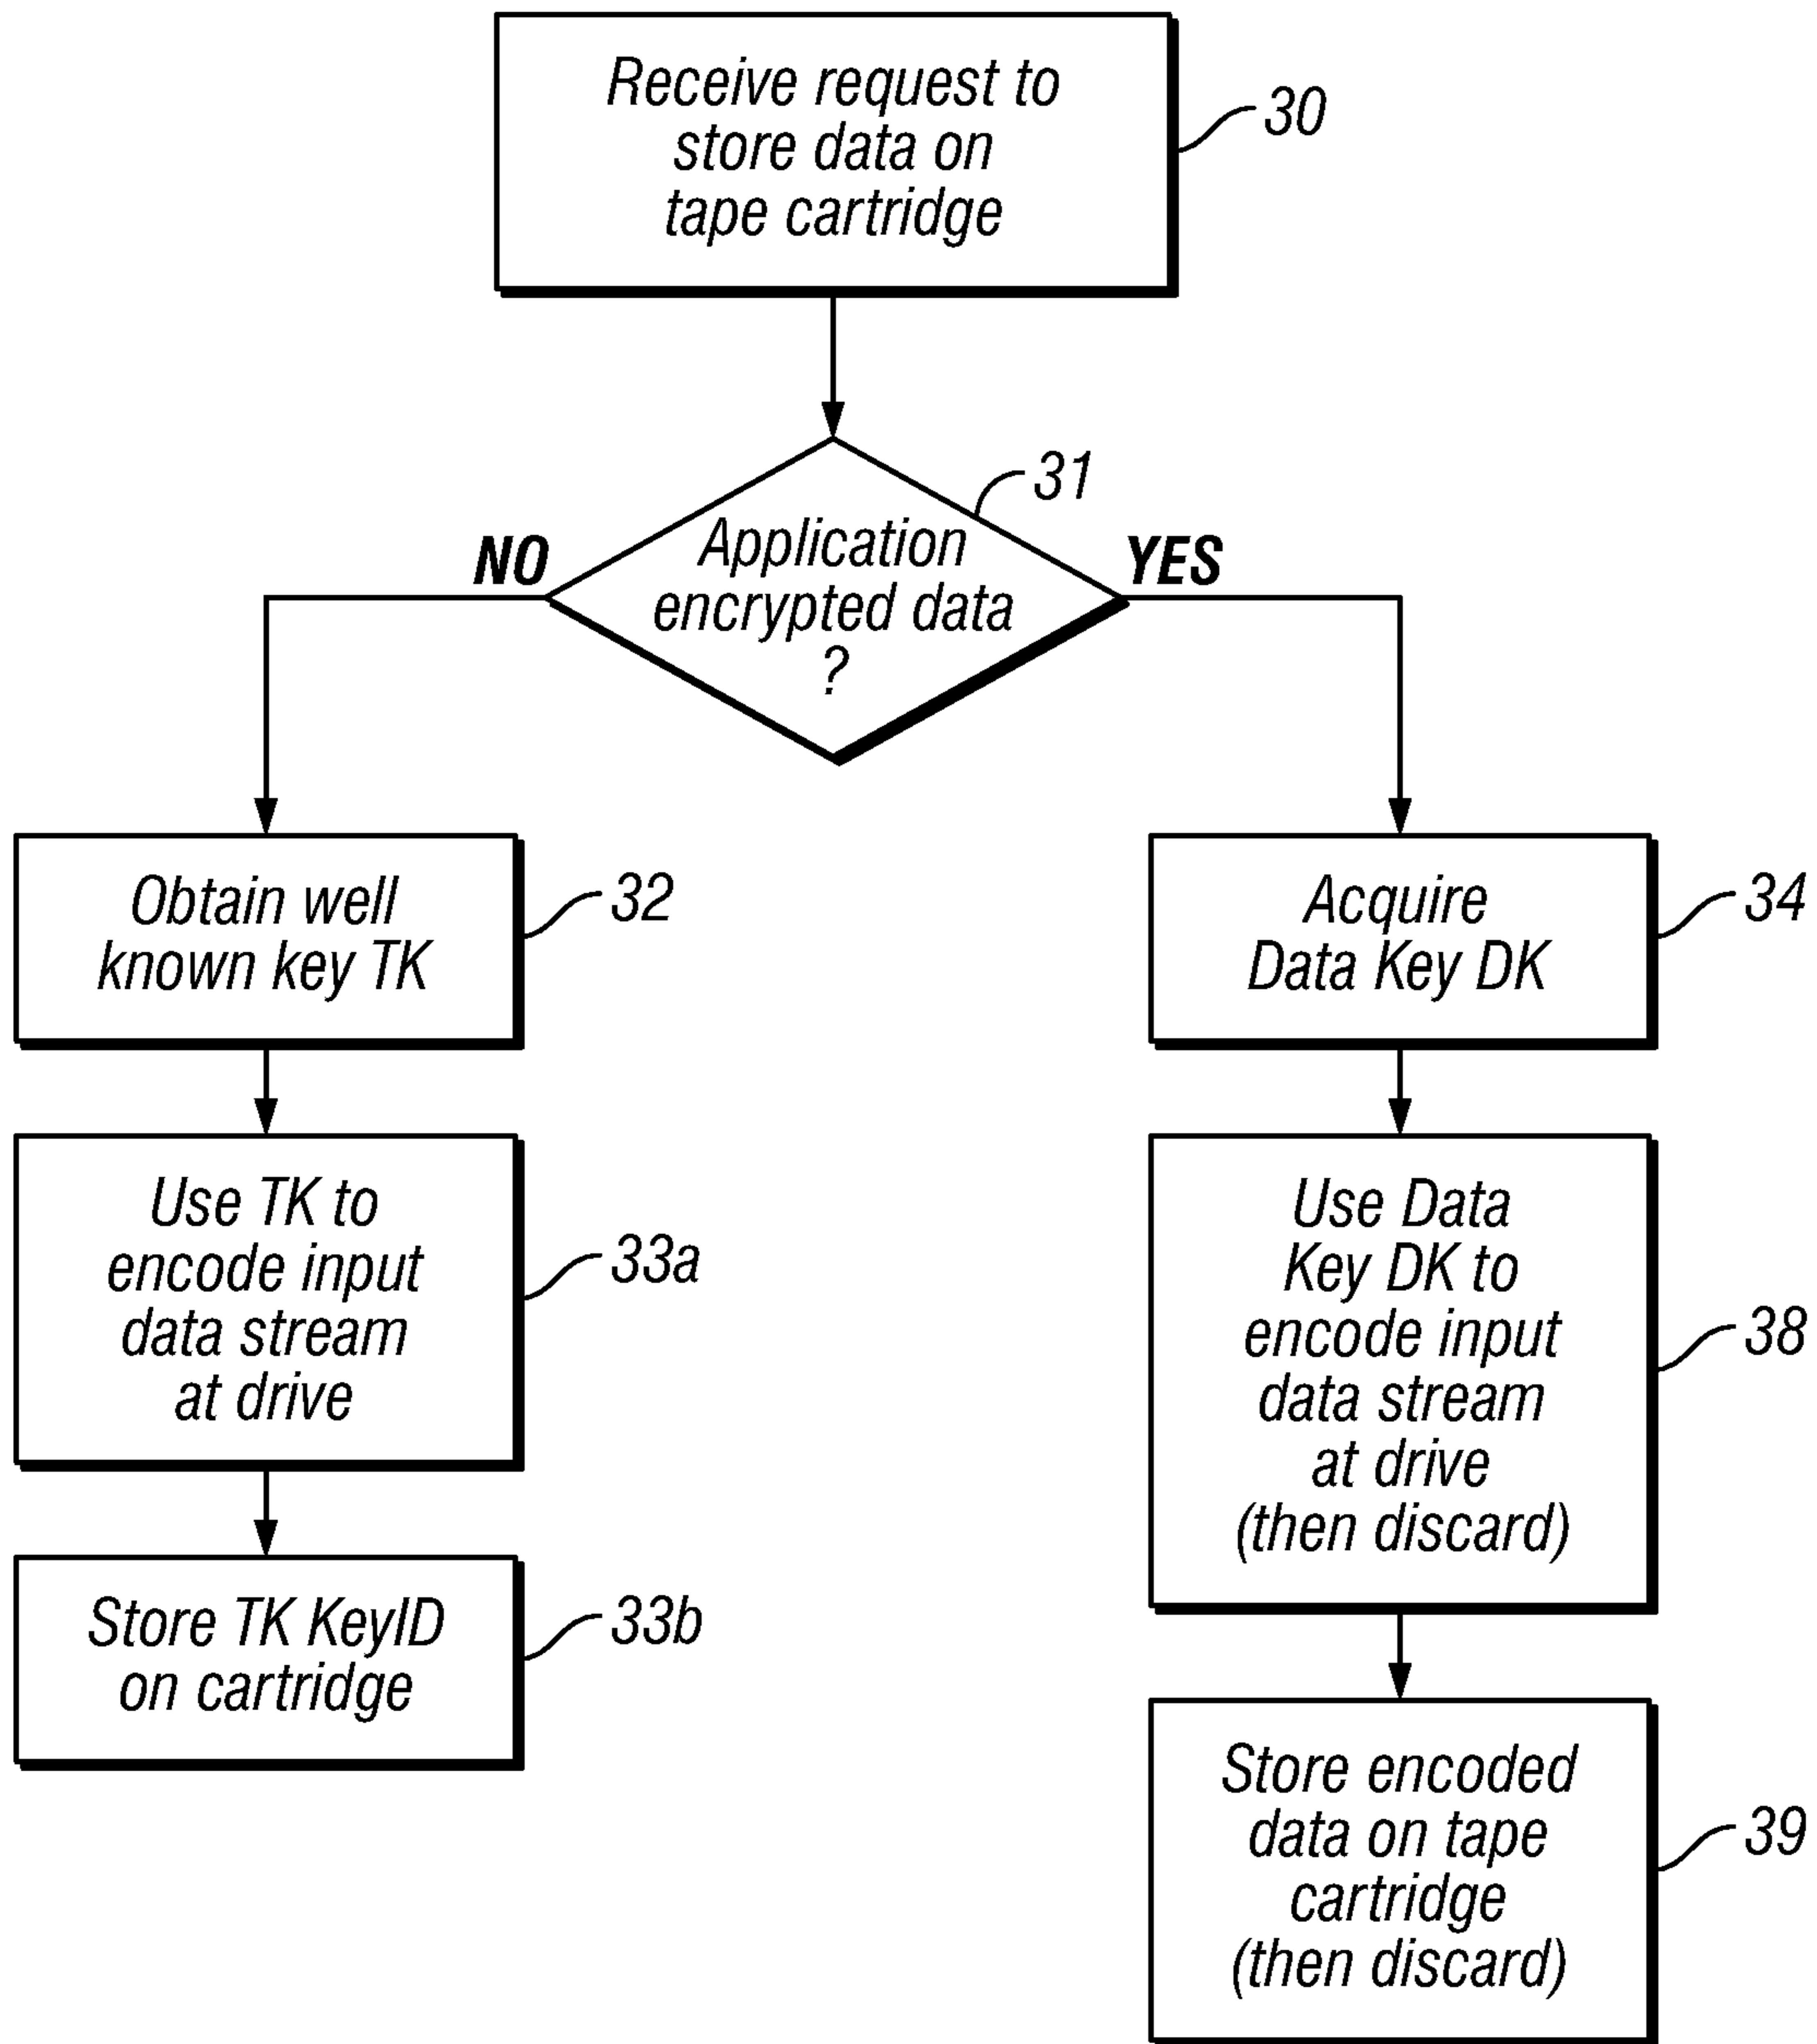 Receive request to
store data on
tape cartridge
30
31
Application
encrypted data
?
NO
YES
Obtain well
known key TK
32
Use TK to
encode input
data stream
at drive
33a
Store TK KeyID
on cartridge
33b
Acquire
Data Key DK
34
Use Data
Key DK to
encode input
data stream
at drive
(then discard)
38
Store encoded
data on tape
cartridge
(then discard)
39